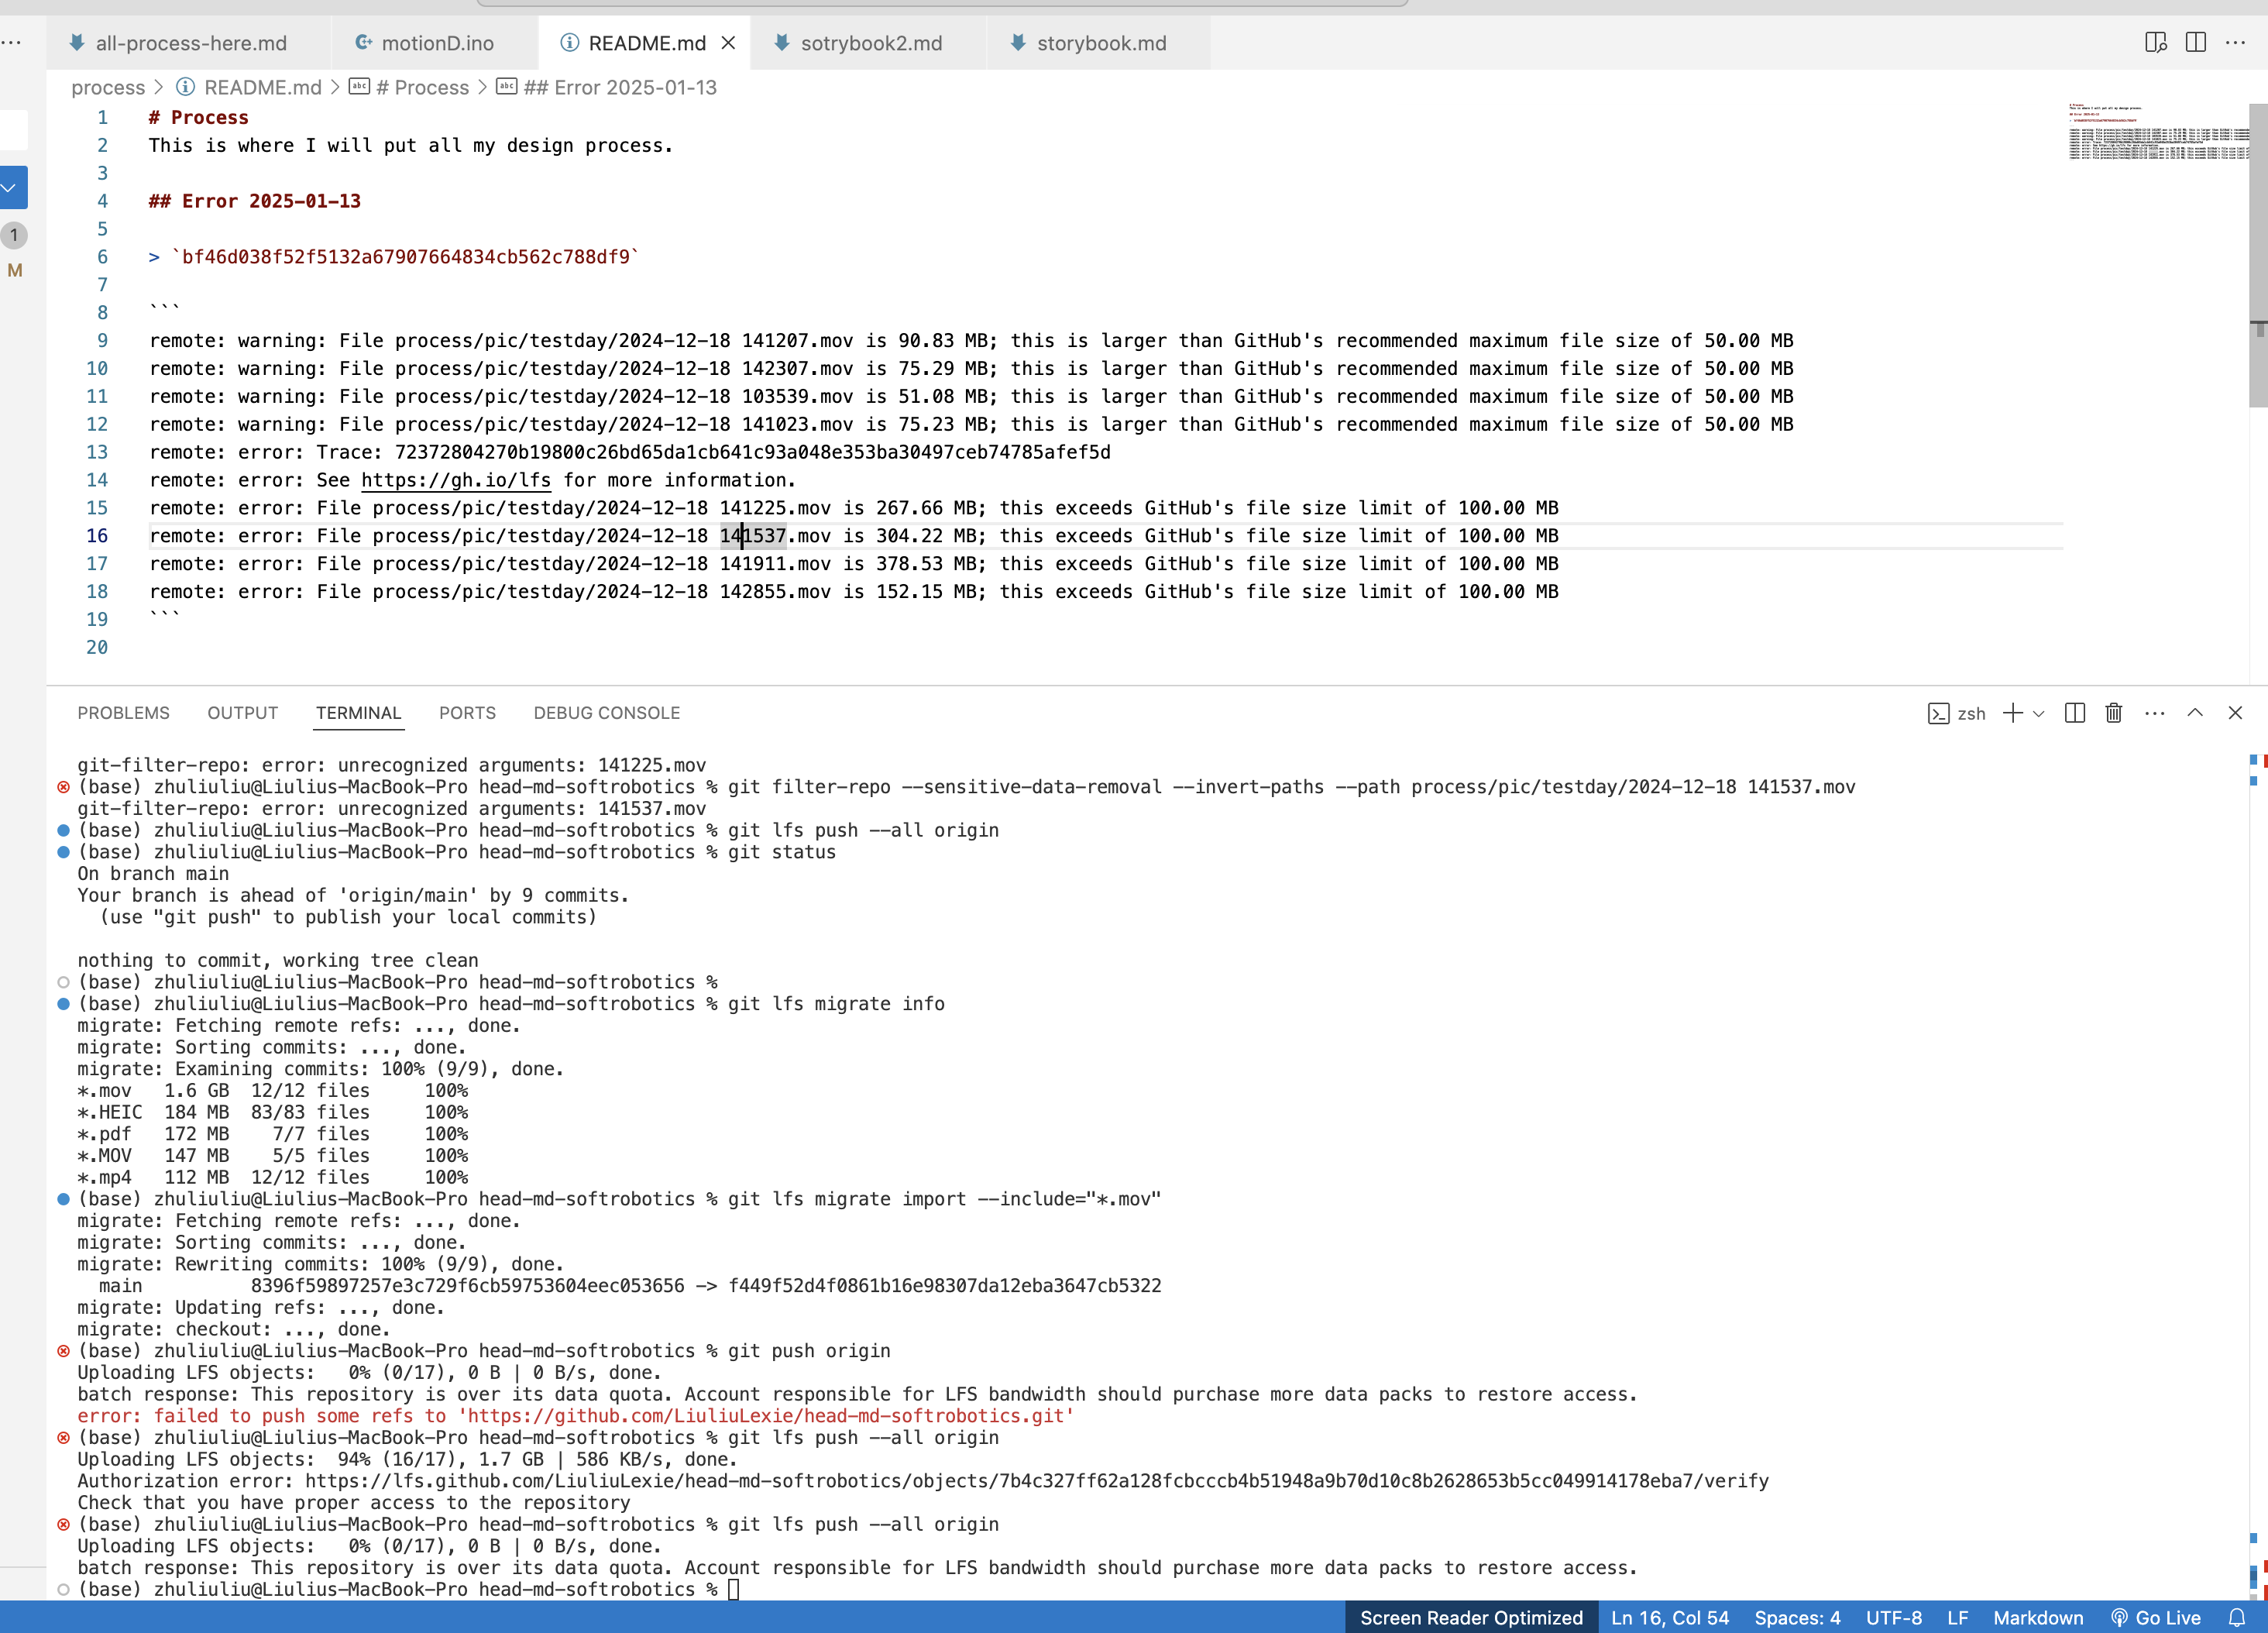 all-process-here.md motionD.ino README.md sotrybook2.md storybook.md
process > README.md > # Process > ## Error 2025-01-13
1 # Process
2 This is where I will put all my design process.
3
4 ## Error 2025-01-13
5
6 > `bf46d038f52f5132a67907664834cb562c788df9`
7
8 ```
9 remote: warning: File process/pic/testday/2024-12-18 141207.mov is 90.83 MB; this is larger than GitHub's recommended maximum file size of 50.00 MB
10 remote: warning: File process/pic/testday/2024-12-18 142307.mov is 75.29 MB; this is larger than GitHub's recommended maximum file size of 50.00 MB
11 remote: warning: File process/pic/testday/2024-12-18 103539.mov is 51.08 MB; this is larger than GitHub's recommended maximum file size of 50.00 MB
12 remote: warning: File process/pic/testday/2024-12-18 141023.mov is 75.23 MB; this is larger than GitHub's recommended maximum file size of 50.00 MB
13 remote: error: Trace: 72372804270b19800c26bd65da1cb641c93a048e353ba30497ceb74785afef5d
14 remote: error: See https://gh.io/lfs for more information.
15 remote: error: File process/pic/testday/2024-12-18 141225.mov is 267.66 MB; this exceeds GitHub's file size limit of 100.00 MB
16 remote: error: File process/pic/testday/2024-12-18 141537.mov is 304.22 MB; this exceeds GitHub's file size limit of 100.00 MB
17 remote: error: File process/pic/testday/2024-12-18 141911.mov is 378.53 MB; this exceeds GitHub's file size limit of 100.00 MB
18 remote: error: File process/pic/testday/2024-12-18 142855.mov is 152.15 MB; this exceeds GitHub's file size limit of 100.00 MB
19 ```
20
1
M
PROBLEMS OUTPUT TERMINAL PORTS DEBUG CONSOLE zsh
git-filter-repo: error: unrecognized arguments: 141225.mov
(base) zhuliuliu@Liulius-MacBook-Pro head-md-softrobotics % git filter-repo --sensitive-data-removal --invert-paths --path process/pic/testday/2024-12-18 141537.mov
git-filter-repo: error: unrecognized arguments: 141537.mov
(base) zhuliuliu@Liulius-MacBook-Pro head-md-softrobotics % git lfs push --all origin
(base) zhuliuliu@Liulius-MacBook-Pro head-md-softrobotics % git status
On branch main
Your branch is ahead of 'origin/main' by 9 commits.
(use "git push" to publish your local commits)
nothing to commit, working tree clean
(base) zhuliuliu@Liulius-MacBook-Pro head-md-softrobotics %
(base) zhuliuliu@Liulius-MacBook-Pro head-md-softrobotics % git lfs migrate info
migrate: Fetching remote refs: ..., done.
migrate: Sorting commits: ..., done.
migrate: Examining commits: 100% (9/9), done.
*.mov 1.6 GB 12/12 files 100%
*.HEIC 184 MB 83/83 files 100%
*.pdf 172 MB 7/7 files 100%
*.MOV 147 MB 5/5 files 100%
*.mp4 112 MB 12/12 files 100%
(base) zhuliuliu@Liulius-MacBook-Pro head-md-softrobotics % git lfs migrate import --include="*.mov"
migrate: Fetching remote refs: ..., done.
migrate: Sorting commits: ..., done.
migrate: Rewriting commits: 100% (9/9), done.
main 8396f59897257e3c729f6cb59753604eec053656 -> f449f52d4f0861b16e98307da12eba3647cb5322
migrate: Updating refs: ..., done.
migrate: checkout: ..., done.
(base) zhuliuliu@Liulius-MacBook-Pro head-md-softrobotics % git push origin
Uploading LFS objects: 0% (0/17), 0 B | 0 B/s, done.
batch response: This repository is over its data quota. Account responsible for LFS bandwidth should purchase more data packs to restore access.
error: failed to push some refs to 'https://github.com/LiuliuLexie/head-md-softrobotics.git'
(base) zhuliuliu@Liulius-MacBook-Pro head-md-softrobotics % git lfs push --all origin
Uploading LFS objects: 94% (16/17), 1.7 GB | 586 KB/s, done.
Authorization error: https://lfs.github.com/LiuliuLexie/head-md-softrobotics/objects/7b4c327ff62a128fcbcccb4b51948a9b70d10c8b2628653b5cc049914178eba7/verify
Check that you have proper access to the repository
(base) zhuliuliu@Liulius-MacBook-Pro head-md-softrobotics % git lfs push --all origin
Uploading LFS objects: 0% (0/17), 0 B | 0 B/s, done.
batch response: This repository is over its data quota. Account responsible for LFS bandwidth should purchase more data packs to restore access.
(base) zhuliuliu@Liulius-MacBook-Pro head-md-softrobotics %
Screen Reader Optimized Ln 16, Col 54 Spaces: 4 UTF-8 LF Markdown Go Live